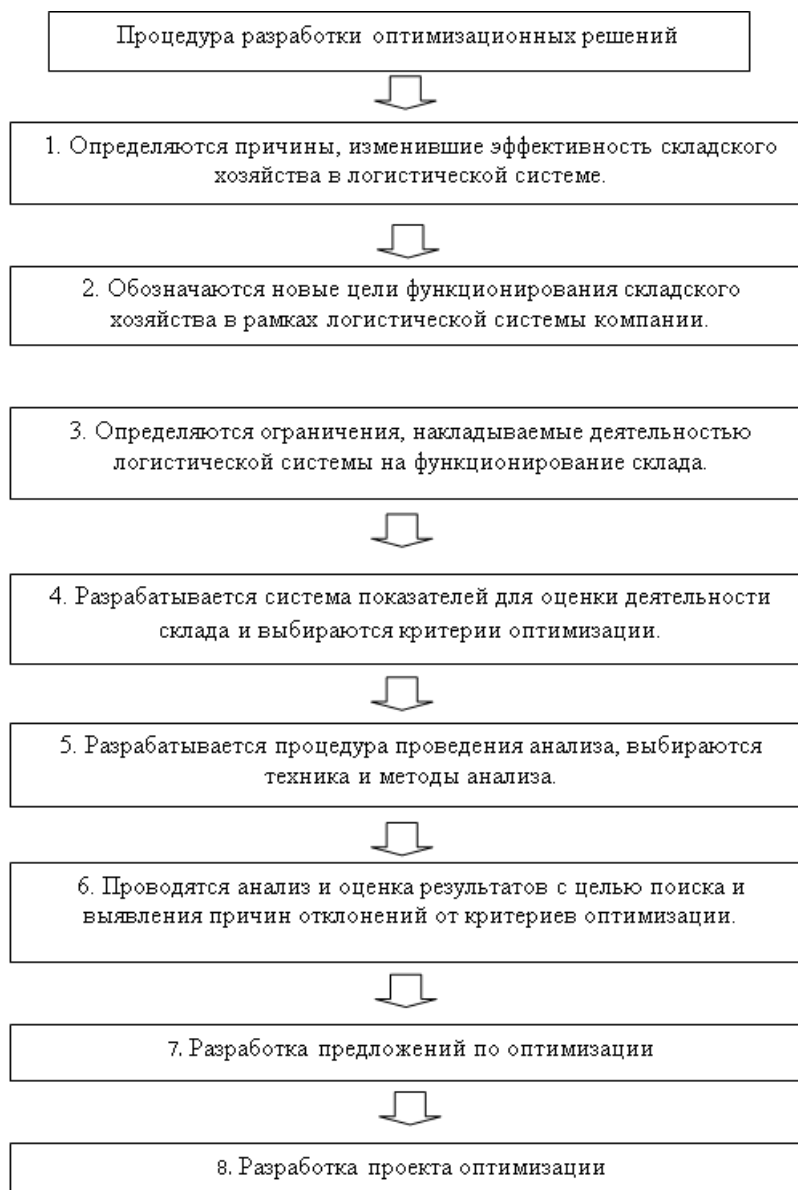 Процедура разработки оптимизационных решений
1. Определяются причины, изменившие эффективность складского
хозяйства в логистической системе.
2. Обозначаются новые цели функционирования складского
хозяйства в рамках логистической системы компании.
3. Определяются ограничения, накладываемые деятельностью
логистической системы на функционирование склада.
4. Разрабатывается система показателей для оценки деятельности
склада и выбираются критерии оптимизации.
5. Разрабатывается процедура проведения анализа, выбираются
техника и методы анализа.
6. Проводятся анализ и оценка результатов с целью поиска и
выявления причин отклонений от критериев оптимизации.
7. Разработка предложений по оптимизации
8. Разработка проекта оптимизации